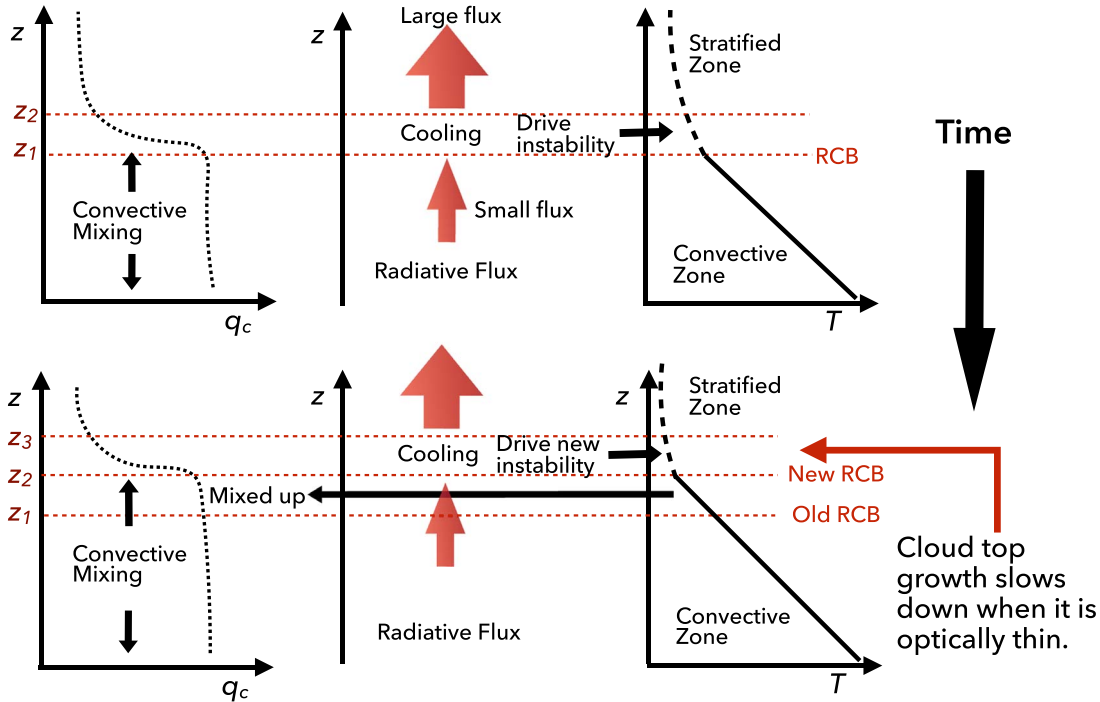 z
z2
z1
Convective
Mixing
qc
z
Large flux
Cooling
Small flux
Radiative Flux
Drive
instability
Stratified
Zone
RCB
Convective
Zone
T
Time
z
z3
z2
z1
Convective
Mixing
qc
z
Cooling
Mixed up
Radiative Flux
z
Drive new
instability
Stratified
Zone
New RCB
Old RCB
Convective
Zone
T
Cloud top
growth slows
down when it is
optically thin.